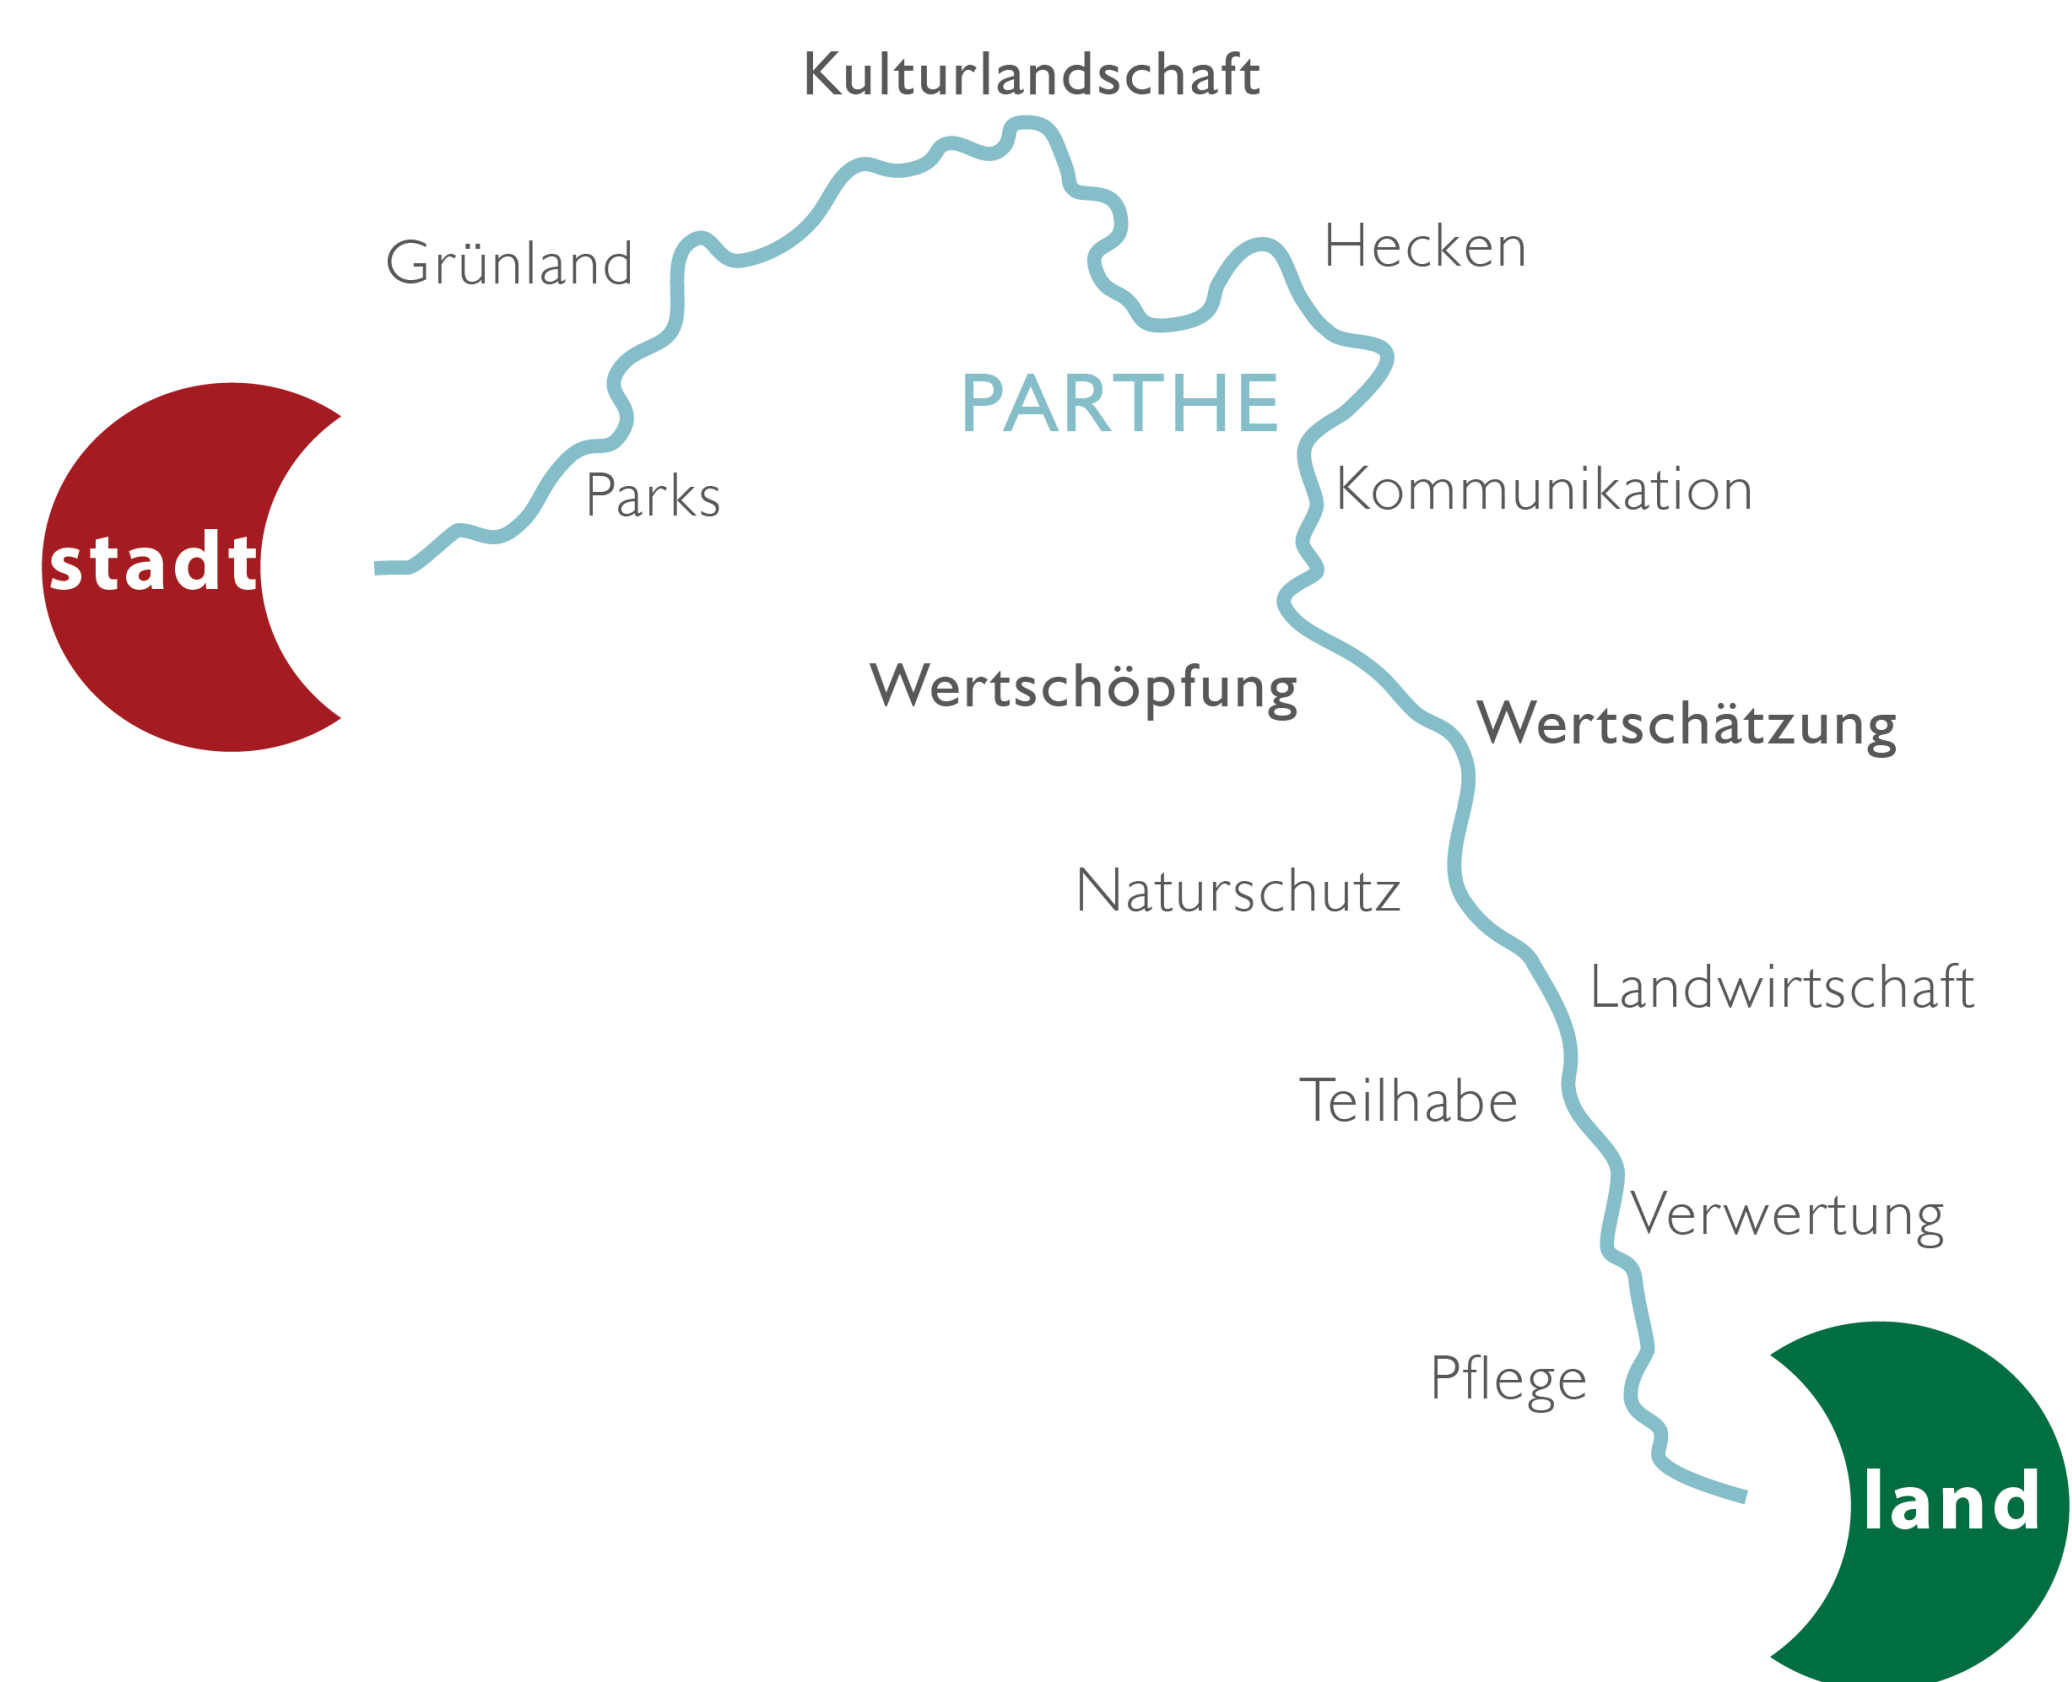 Kulturlandschaft
Hecken
Grünland
PARTHE
Parks
Kommunikation
stadt
Wertschöpfung
Wertschätzung
Naturschutz
Landwirtschaft
Teilhabe
Verwertung
Pflege
land